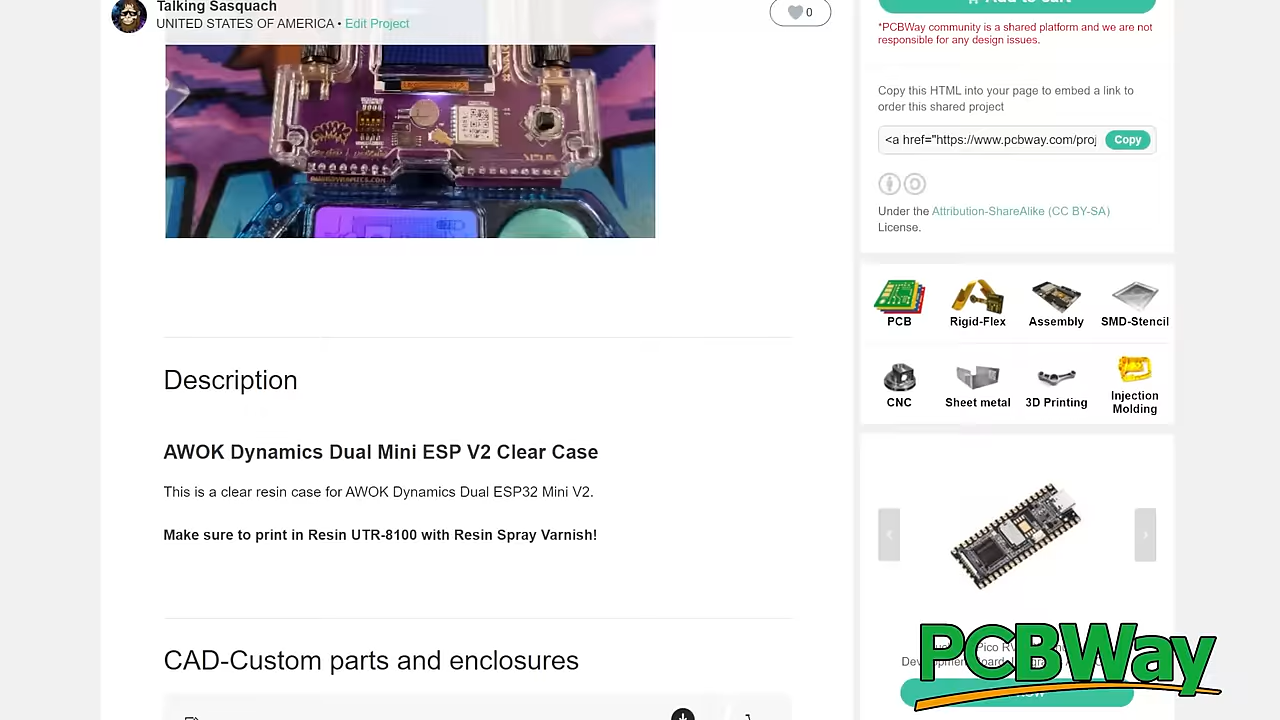 Talking Sasquach
UNITED STATES OF AMERICA • Edit Project
0
Description
AWOK Dynamics Dual Mini ESP V2 Clear Case
This is a clear resin case for AWOK Dynamics Dual ESP32 Mini V2.
Make sure to print in Resin UTR-8100 with Resin Spray Varnish!
CAD-Custom parts and enclosures
Add to cart
*PCBWay community is a shared platform and we are not
responsible for any design issues.
Copy this HTML into your page to embed a link to
order this shared project
<a href="https://www.pcbway.com/proj
Copy
Under the Attribution-ShareAlike (CC BY-SA)
License.
PCB
Rigid-Flex
Assembly
SMD-Stencil
CNC
Sheet metal
3D Printing
Injection
Molding
PCBWay